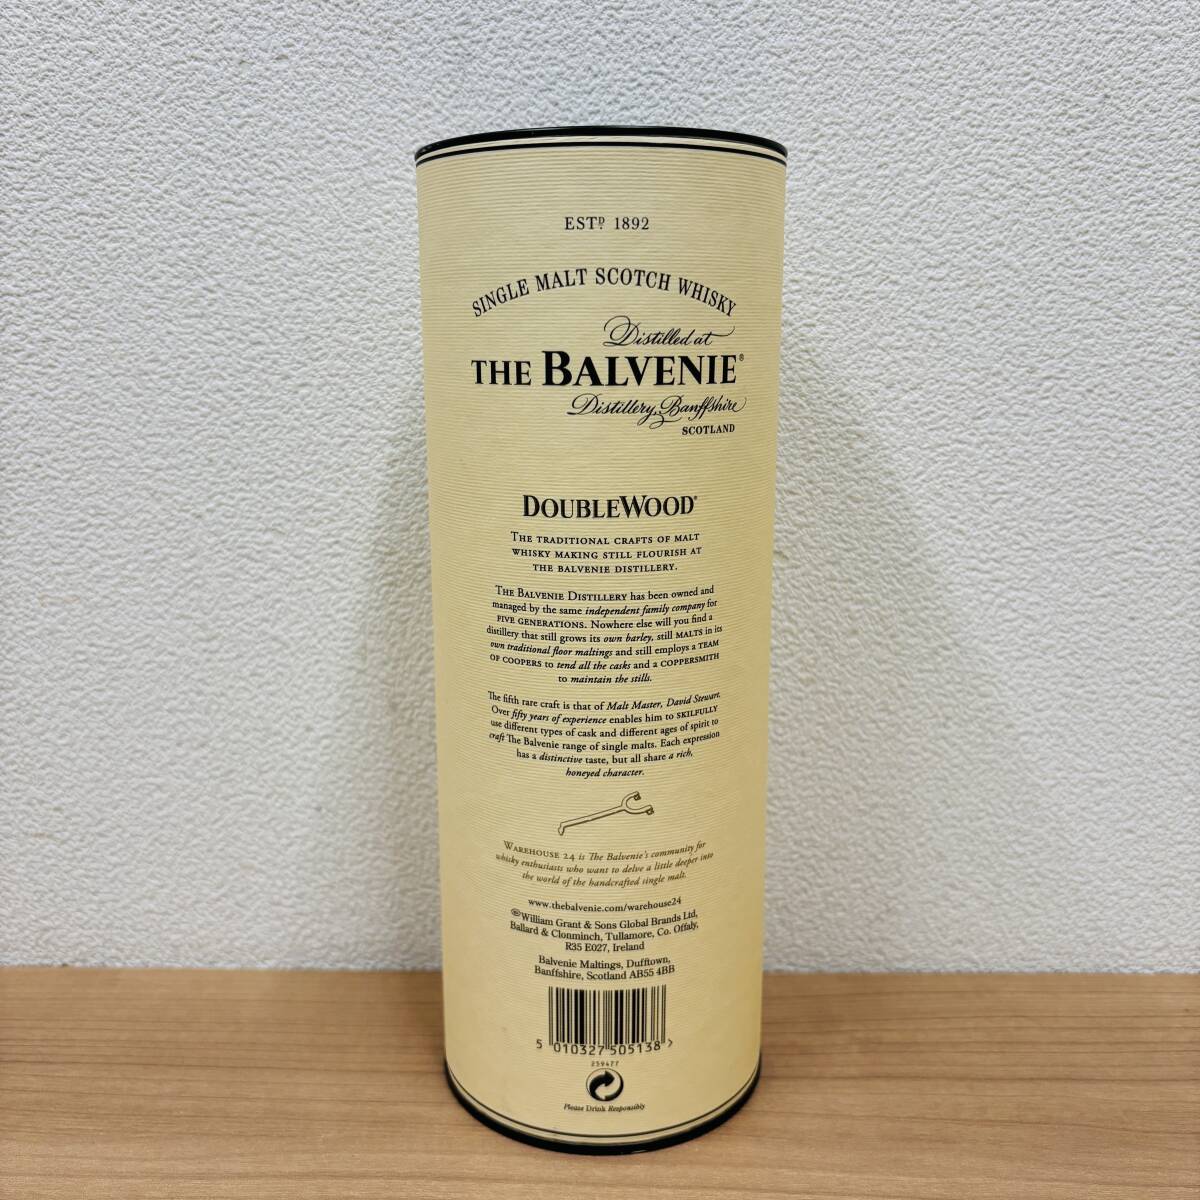 ESTD 1892
SINGLE MALT SCOTCH WHISKY
Distilled at
THE BALVENIE®
Distillery, Banffshire
SCOTLAND
DOUBLEWOOD®
THE TRADITIONAL CRAFTS OF MALT
WHISKY MAKING STILL FLOURISH AT
THE BALVENIE DISTILLERY.
THE BALVENIE DISTILLERY has been owned and
managed by the same independent family company for
FIVE GENERATIONS. Nowhere else will you find a
distillery that still grows its own barley, still MALTS in its
own traditional floor maltings and still employs a TEAM
OF COOPERS to tend all the casks and a COPPERSMITH
to maintain the stills.
The fifth rare craft is that of Malt Master, David Stewart.
Over fifty years of experience enables him to SKILFULLY
use different types of cask and different ages of spirit to
craft The Balvenie range of single malts. Each expression
has a distinctive taste, but all share a rich,
honeyed character.
WAREHOUSE 24 is The Balvenie's community for
whisky enthusiasts who want to delve a little deeper into
the world of the handcrafted single malt.
www.thebalvenie.com/warehouse24
®William Grant & Sons Global Brands Ltd,
Ballard & Clonminch, Tullamore, Co. Offaly,
R35 E027, Ireland
Balvenie Maltings, Dufftown,
Banffshire, Scotland AB55 4BB
5 010327 505138 >
259477
Please Drink Responsibly